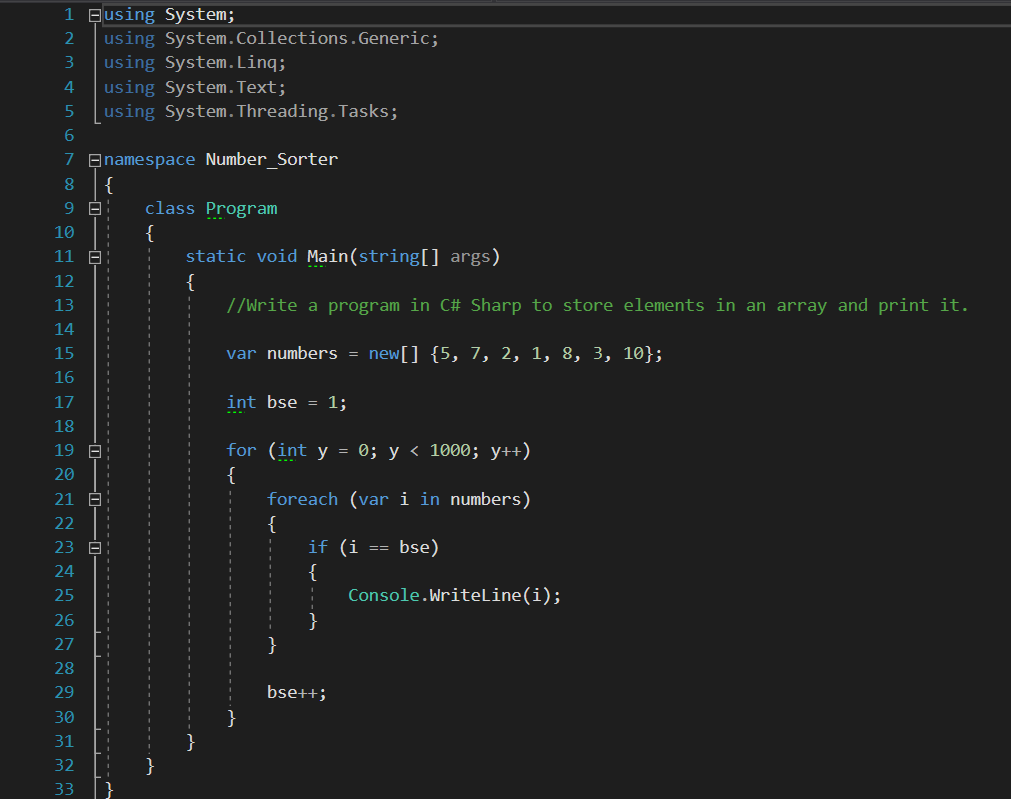 1 using System;
2 using System.Collections.Generic;
3 using System.Linq;
4 using System.Text;
5 using System.Threading.Tasks;
6
7 namespace Number_Sorter
8 {
9 class Program
10 {
11 static void Main(string[] args)
12 {
13 //Write a program in C# Sharp to store elements in an array and print it.
14
15 var numbers = new[] {5, 7, 2, 1, 8, 3, 10};
16
17 int bse = 1;
18
19 for (int y = 0; y < 1000; y++)
20 {
21 foreach (var i in numbers)
22 {
23 if (i == bse)
24 {
25 Console.WriteLine(i);
26 }
27 }
28
29 bse++;
30 }
31 }
32 }
33 }